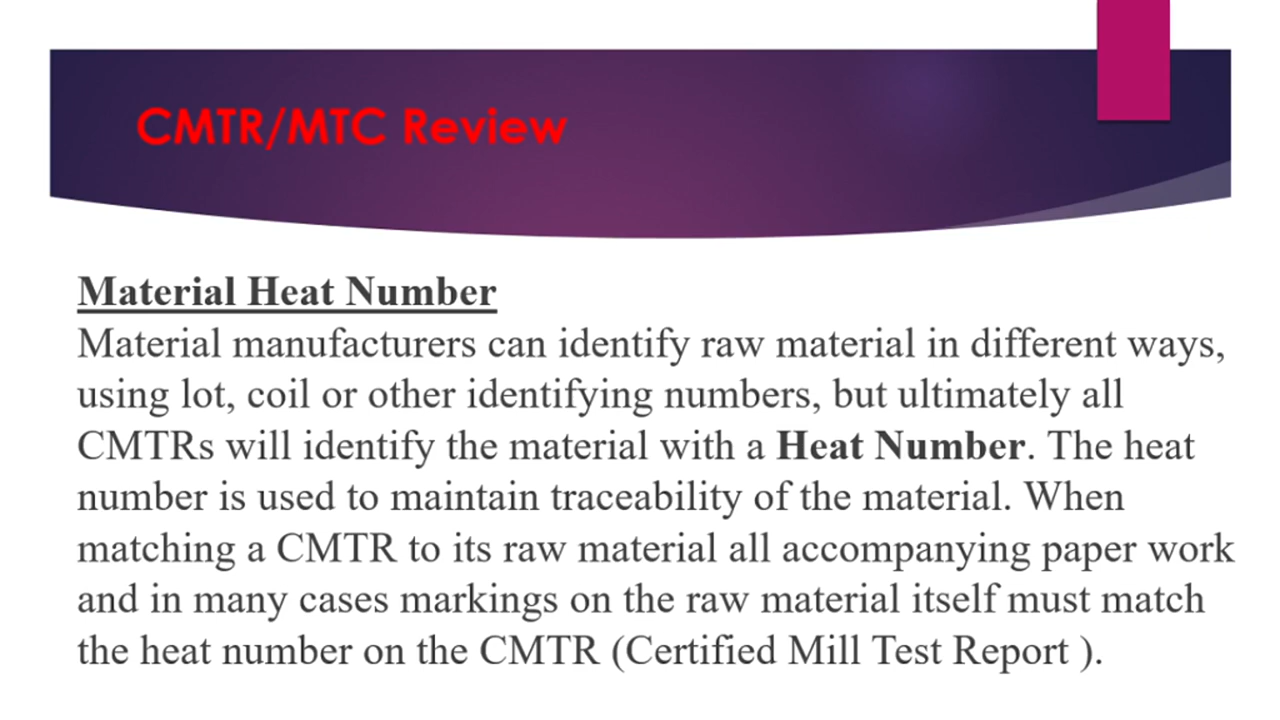 CMTR/MTC Review
Material Heat Number
Material manufacturers can identify raw material in different ways,
using lot, coil or other identifying numbers, but ultimately all
CMTRs will identify the material with a Heat Number. The heat
number is used to maintain traceability of the material. When
matching a CMTR to its raw material all accompanying paper work
and in many cases markings on the raw material itself must match
the heat number on the CMTR (Certified Mill Test Report ).